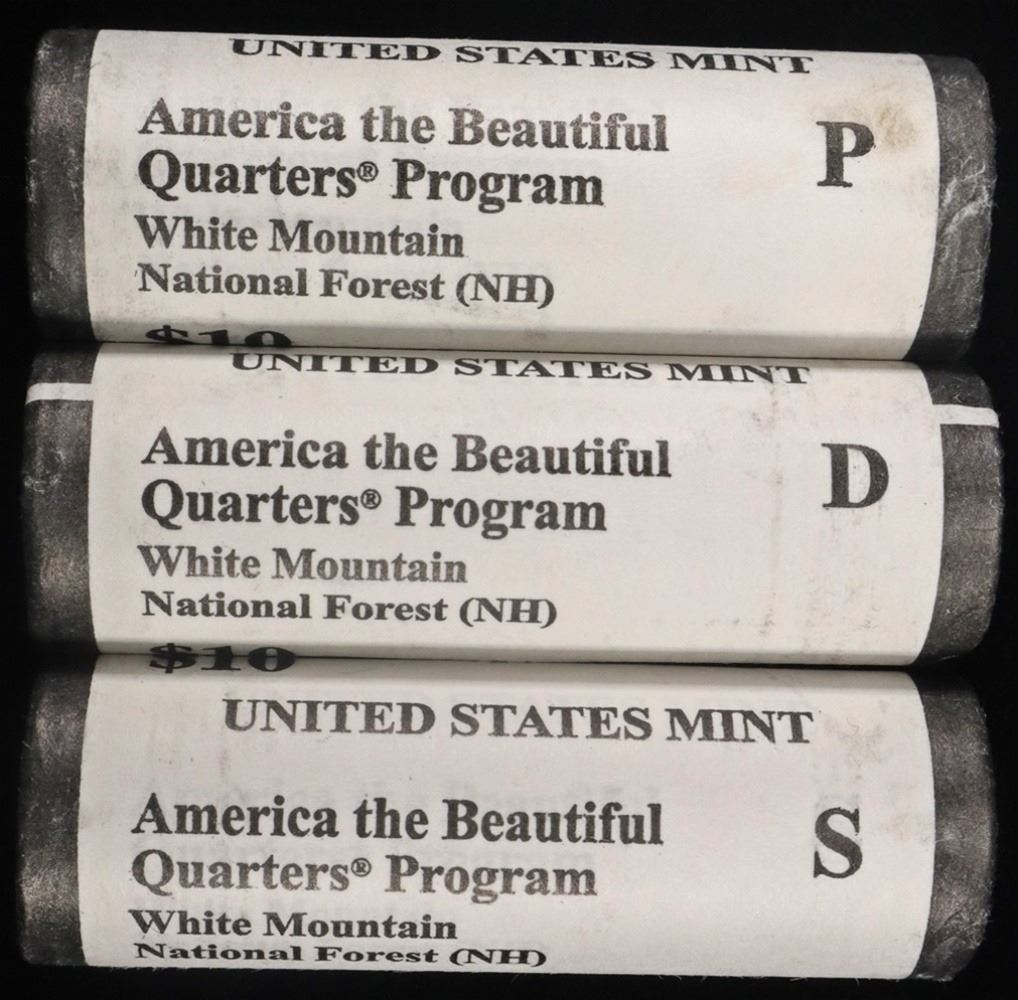 UNITED STATES MINT
America the Beautiful
Quarters® Program
P
White Mountain
National Forest (NH)
$10
UNITED STATES MINT
America the Beautiful
Quarters® Program
D
White Mountain
National Forest (NH)
$10
UNITED STATES MINT
America the Beautiful
Quarters® Program
S
White Mountain
National Forest (NH)